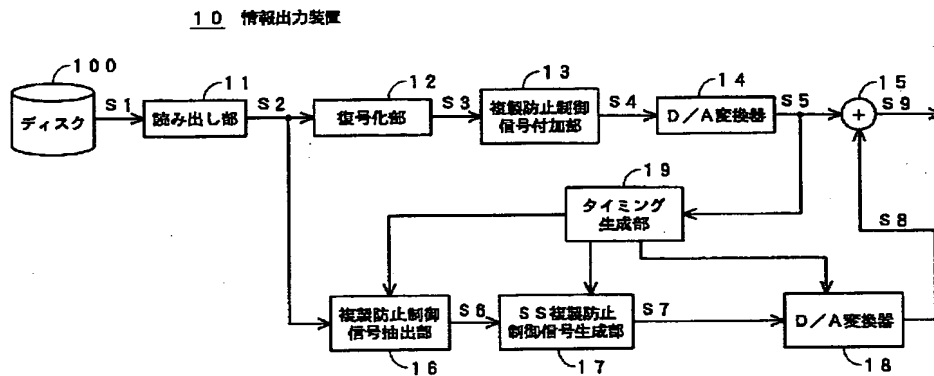 10 情報出力装置
100
ディスク
S1
11
読み出し部
S2
12
復号化部
S3
13
複製防止制御
信号付加部
S4
14
D/A変換器
S5
15
+
S9
19
タイミング
生成部
S8
複製防止制御
信号抽出部
16
S6
SS複製防止
制御信号生成部
17
S7
D/A変換器
18